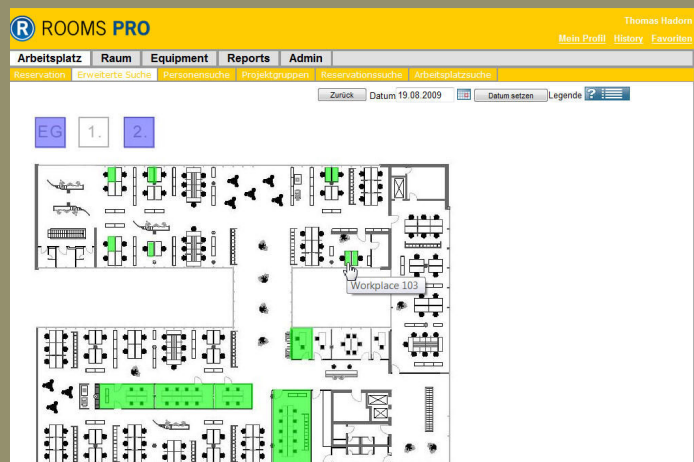 R ROOMS PRO
Thomas Hadorn
Mein Profil History Favoriten
Arbeitsplatz Raum Equipment Reports Admin
Reservation Erweiterte Suche Personensuche Projektgruppen Reservationssuche Arbeitsplatzsuche
Zurück Datum 19.08.2009 Datum setzen Legende ?
EG 1. 2.
Workplace 103